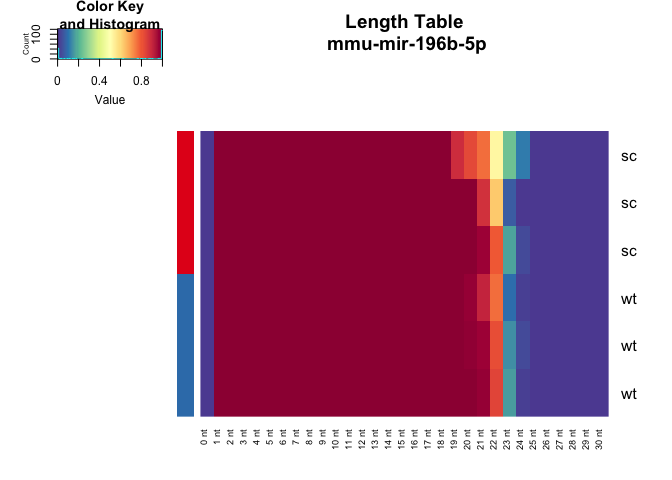 Color Key
and Histogram
Length Table
mmu-mir-196b-5p
Count
0 100
0 0.4 0.8
Value
sc
sc
sc
wt
wt
wt
0 nt 1 nt 2 nt 3 nt 4 nt 5 nt 6 nt 7 nt 8 nt 9 nt 10 nt 11 nt 12 nt 13 nt 14 nt 15 nt 16 nt 17 nt 18 nt 19 nt 20 nt 21 nt 22 nt 23 nt 24 nt 25 nt 26 nt 27 nt 28 nt 29 nt 30 nt